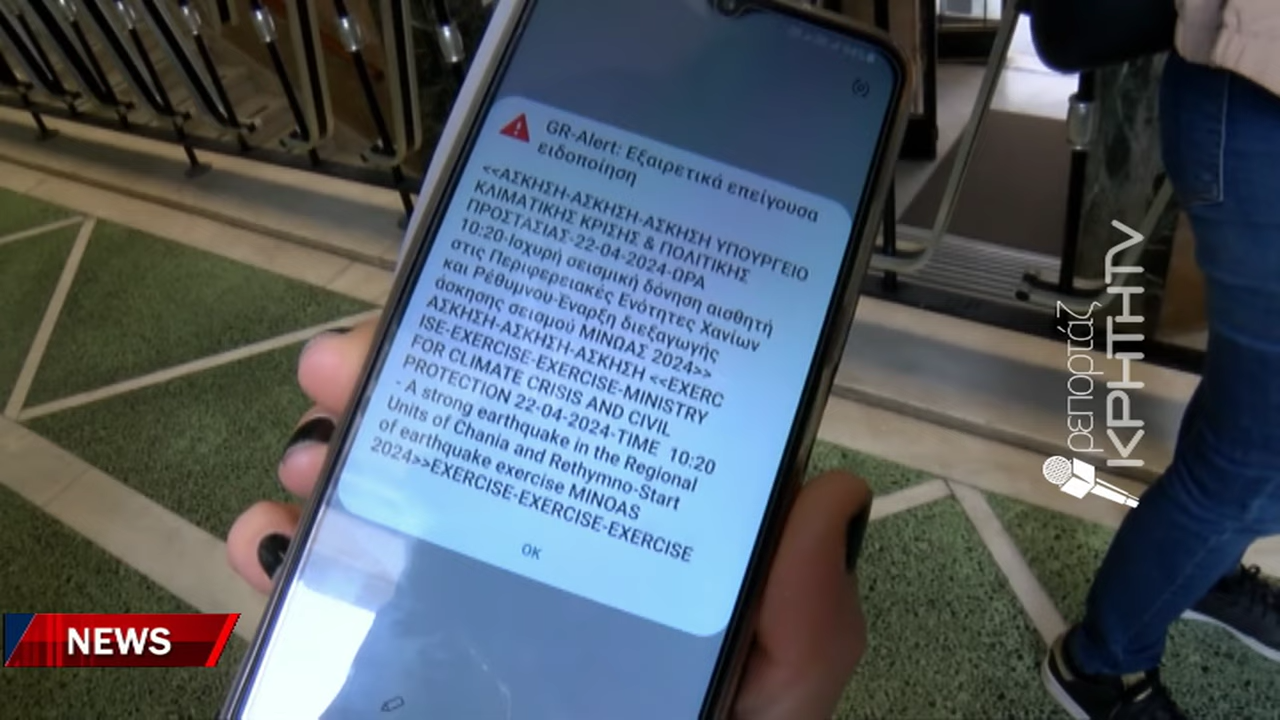 GR-Alert: Εξαιρετικά επείγουσα
ειδοποίηση
<<ΑΣΚΗΣΗ-ΑΣΚΗΣΗ-ΑΣΚΗΣΗ ΥΠΟΥΡΓΕΙΟ
ΚΛΙΜΑΤΙΚΗΣ ΚΡΙΣΗΣ & ΠΟΛΙΤΙΚΗΣ
ΠΡΟΣΤΑΣΙΑΣ-22-04-2024-ΩΡΑ
10:20-Ισχυρή σεισμική δόνηση αισθητή
στις Περιφερειακές Ενότητες Χανίων
και Ρέθυμνου-Έναρξη διεξαγωγής
άσκησης σεισμού ΜΙΝΩΑΣ 2024>>
ΑΣΚΗΣΗ-ΑΣΚΗΣΗ-ΑΣΚΗΣΗ <<EXERC
ISE-EXERCISE-EXERCISE-MINISTRY
FOR CLIMATE CRISIS AND CIVIL
PROTECTION 22-04-2024-TIME 10:20
- A strong earthquake in the Regional
Units of Chania and Rethymno-Start
of earthquake exercise MINOAS
2024>>EXERCISE-EXERCISE-EXERCISE
OK
ρεπορτάζ
ΚΡΗΤΗTV
NEWS